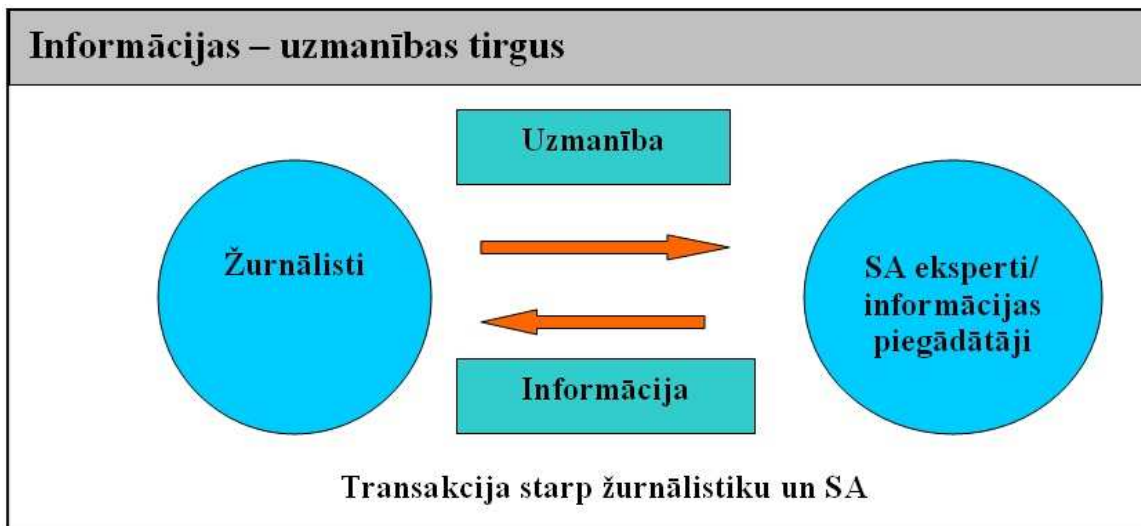 Informācijas – uzmanības tirgus
Uzmanība
Žurnālisti
SA eksperti/
informācijas
piegādātāji
Informācija
Transakcija starp žurnālistiku un SA